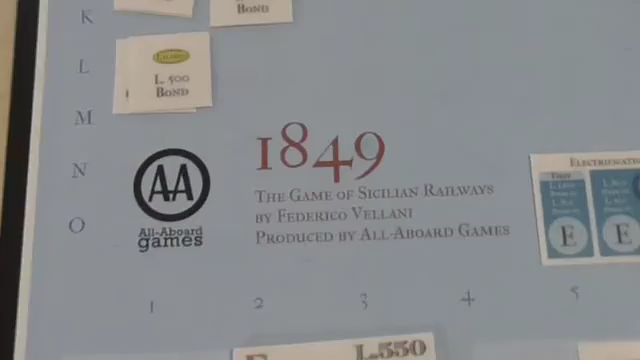 K
BOND
L
L. 500
BOND
M
1849
N
AA
THE GAME OF SICILIAN RAILWAYS
BY FEDERICO VELLANI
PRODUCED BY ALL-ABOARD GAMES
O
All-Aboard
games
E E
1 2 3 4 5
L.550